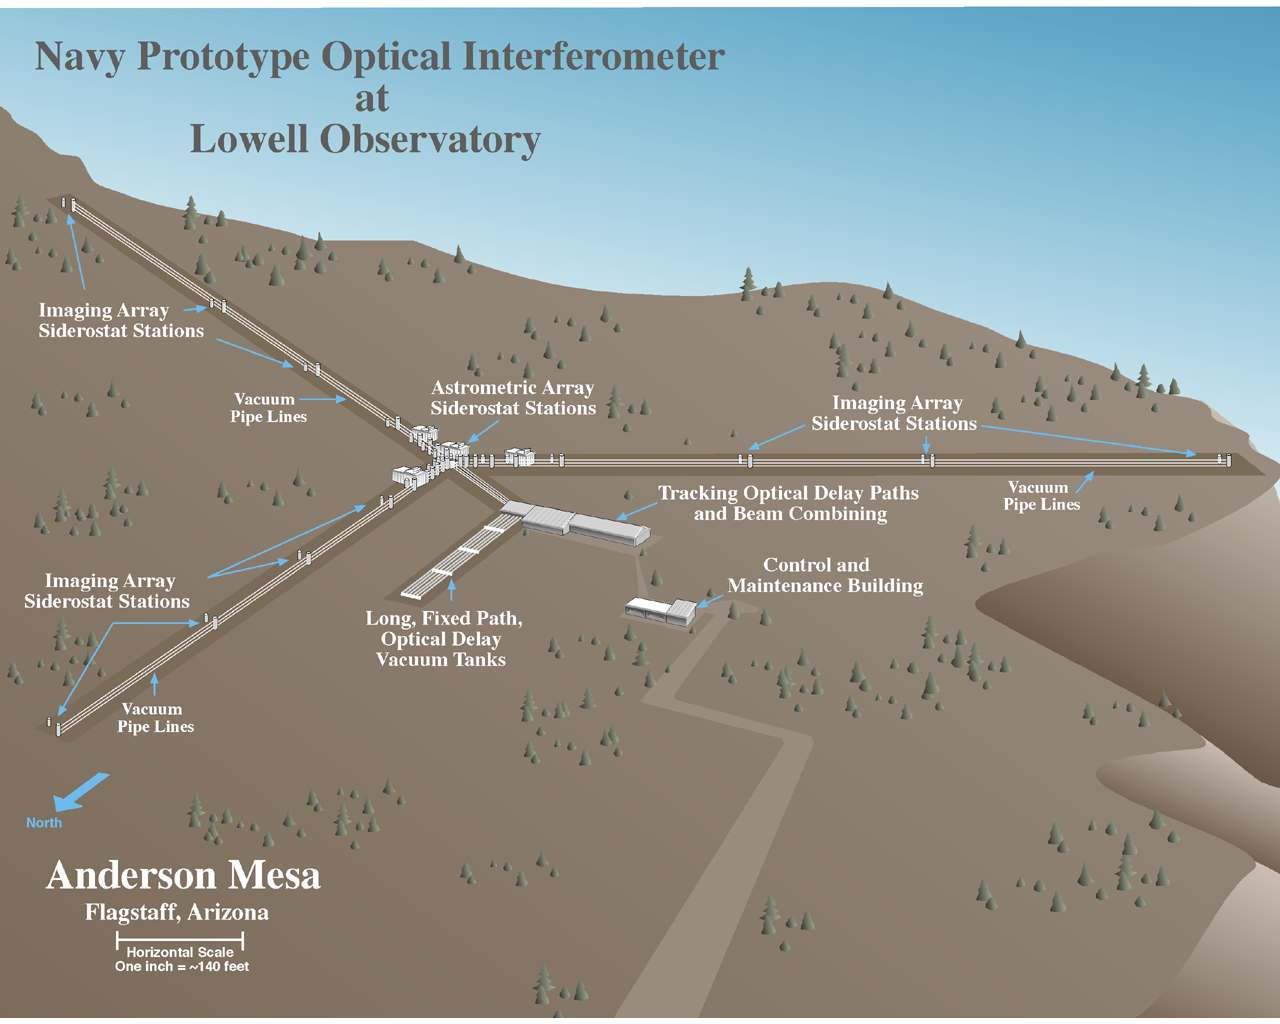 Navy Prototype Optical Interferometer
at
Lowell Observatory
Imaging Array
Siderostat Stations
Vacuum
Pipe Lines
Astrometric Array
Siderostat Stations
Imaging Array
Siderostat Stations
Vacuum
Pipe Lines
Tracking Optical Delay Paths
and Beam Combining
Control and
Maintenance Building
Imaging Array
Siderostat Stations
Long, Fixed Path,
Optical Delay
Vacuum Tanks
Vacuum
Pipe Lines
North
Anderson Mesa
Flagstaff, Arizona
Horizontal Scale
One inch = ~140 feet